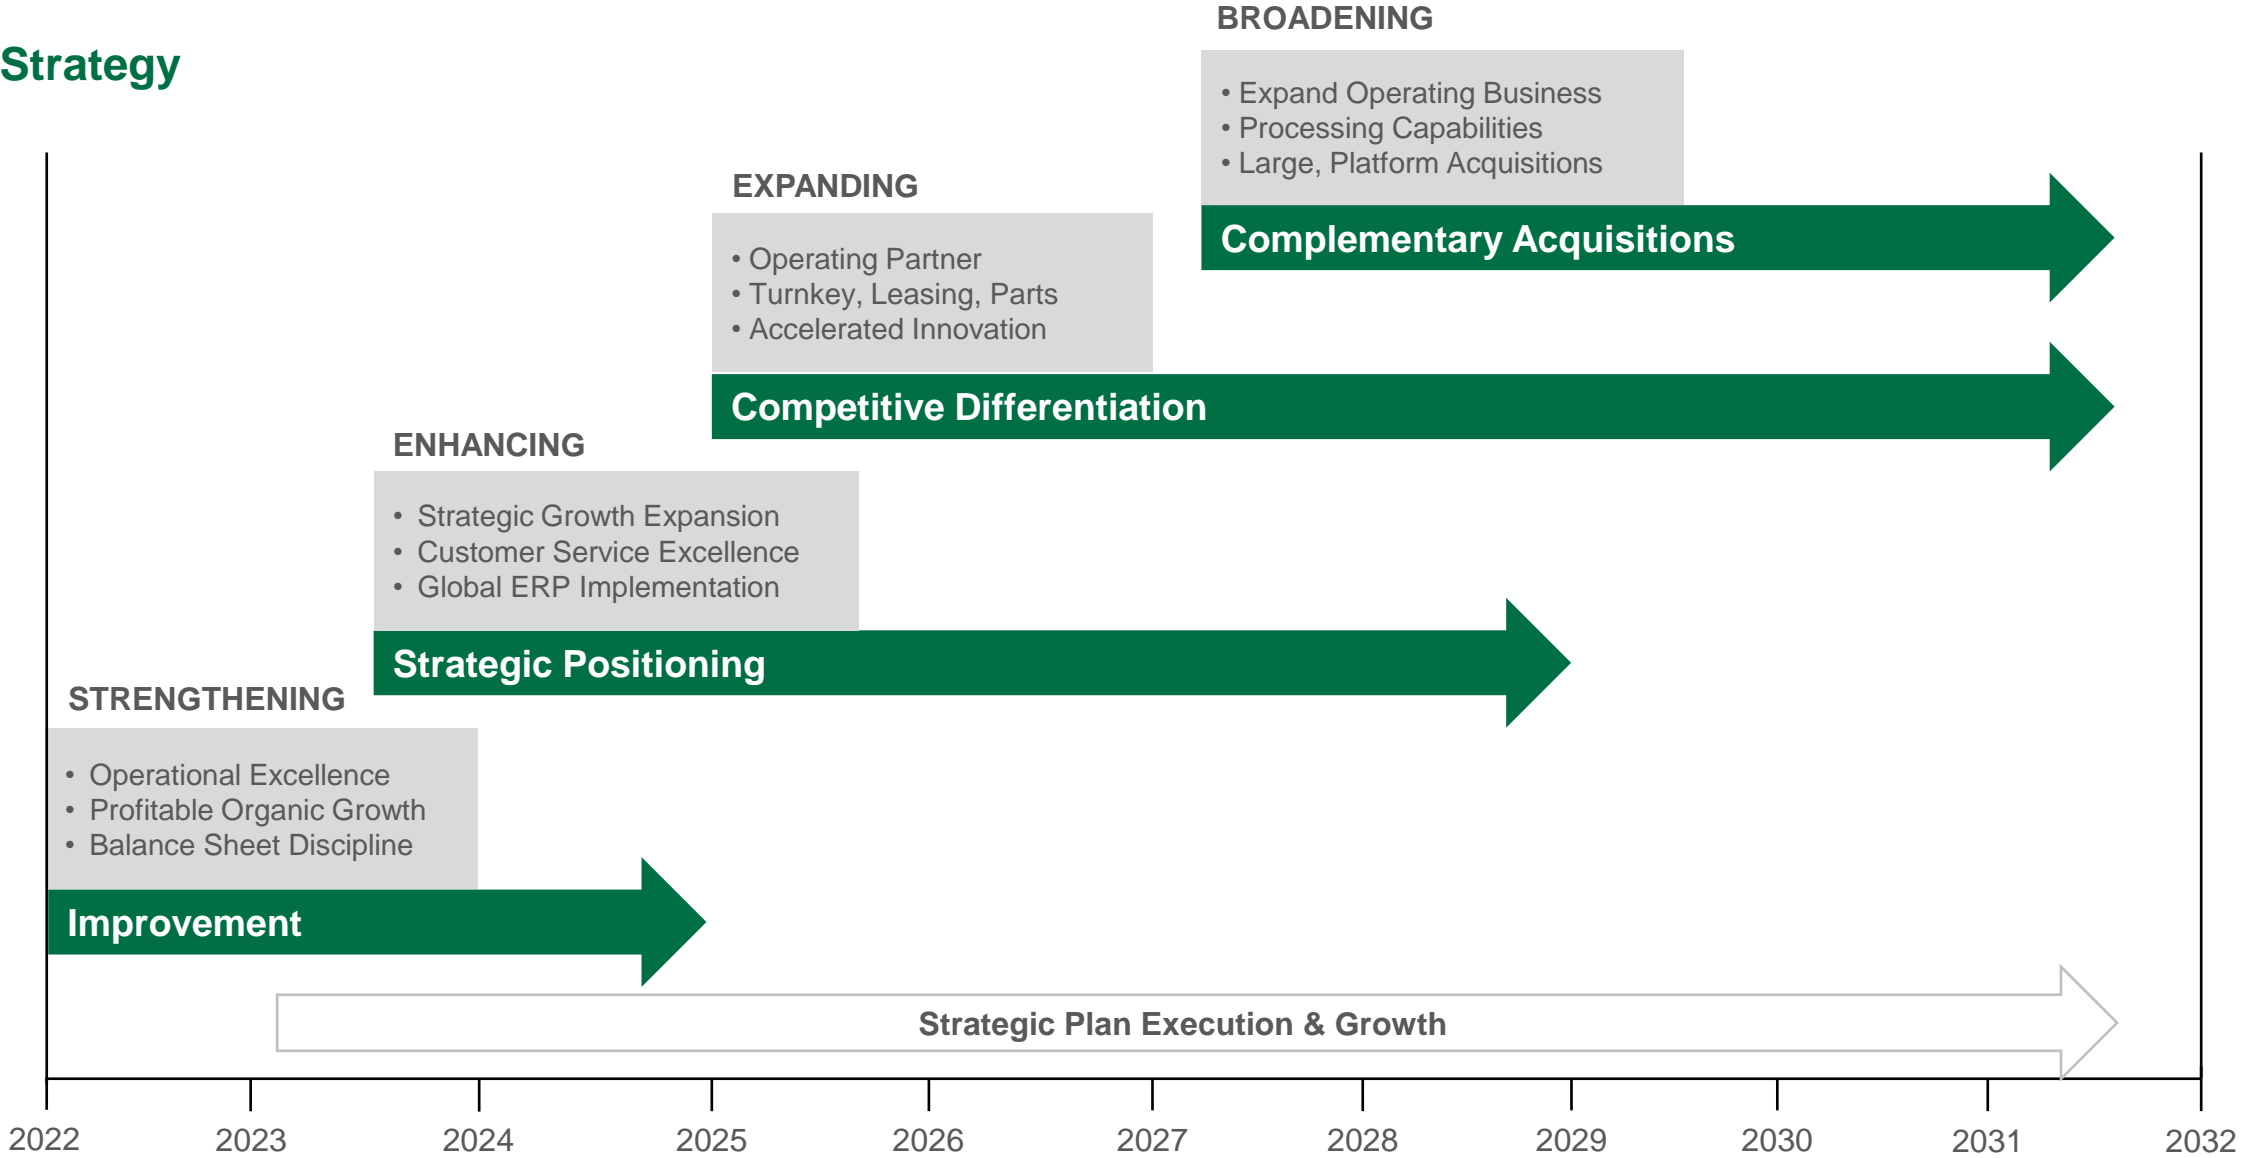 Strategy
BROADENING
• Expand Operating Business
• Processing Capabilities
• Large, Platform Acquisitions
Complementary Acquisitions
EXPANDING
• Operating Partner
• Turnkey, Leasing, Parts
• Accelerated Innovation
Competitive Differentiation
ENHANCING
• Strategic Growth Expansion
• Customer Service Excellence
• Global ERP Implementation
Strategic Positioning
STRENGTHENING
• Operational Excellence
• Profitable Organic Growth
• Balance Sheet Discipline
Improvement
Strategic Plan Execution & Growth
2022 2023 2024 2025 2026 2027 2028 2029 2030 2031 2032